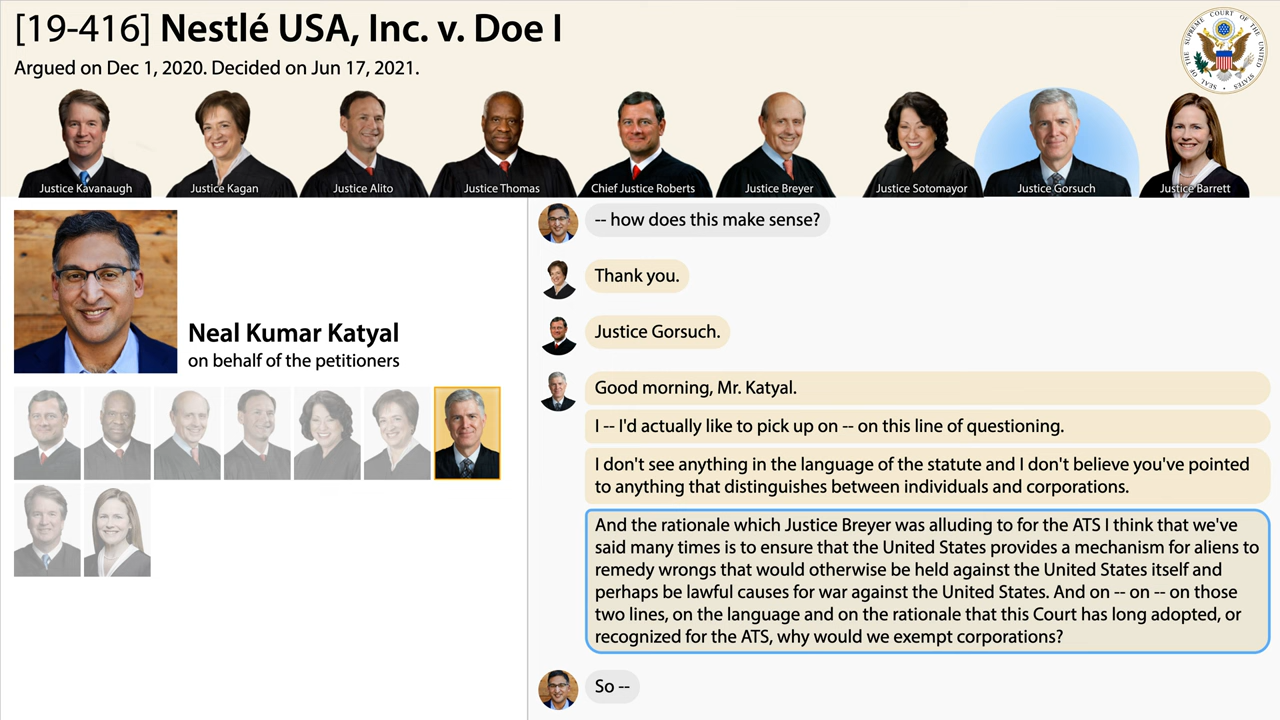 [19-416] Nestlé USA, Inc. v. Doe I
Argued on Dec 1, 2020. Decided on Jun 17, 2021.
SEAL OF THE SUPREME COURT OF THE UNITED STATES
Justice Kavanaugh
Justice Kagan
Justice Alito
Justice Thomas
Chief Justice Roberts
Justice Breyer
Justice Sotomayor
Justice Gorsuch
Justice Barrett
Neal Kumar Katyal
on behalf of the petitioners
-- how does this make sense?
Thank you.
Justice Gorsuch.
Good morning, Mr. Katyal.
I -- I'd actually like to pick up on -- on this line of questioning.
I don't see anything in the language of the statute and I don't believe you've pointed
to anything that distinguishes between individuals and corporations.
And the rationale which Justice Breyer was alluding to for the ATS I think that we've
said many times is to ensure that the United States provides a mechanism for aliens to
remedy wrongs that would otherwise be held against the United States itself and
perhaps be lawful causes for war against the United States. And on -- on -- on those
two lines, on the language and on the rationale that this Court has long adopted, or
recognized for the ATS, why would we exempt corporations?
So --